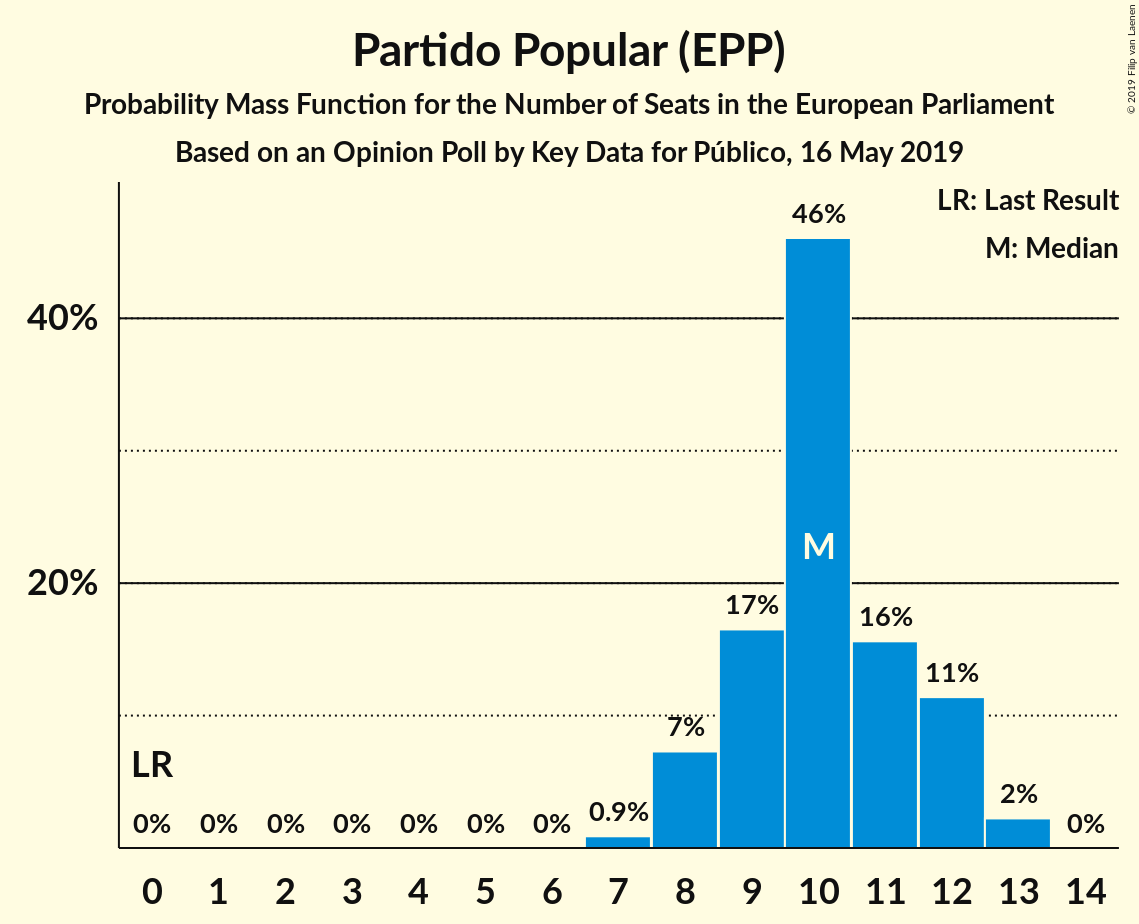 Partido Popular (EPP)
Probability Mass Function for the Number of Seats in the European Parliament
Based on an Opinion Poll by Key Data for Público, 16 May 2019
© 2019 Filip van Laenen
LR: Last Result
M: Median
46%
40%
M
20%
17%
16%
11%
7%
LR
0% 0% 0% 0% 0% 0% 0% 0.9% 2% 0%
0 1 2 3 4 5 6 7 8 9 10 11 12 13 14